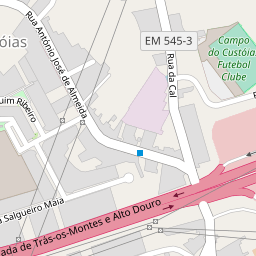 Rua António José de Almeida
óias
EM 545-3
Rua da Cal
Campo
do Custóias
Futebol
Clube
uim Ribeiro
a Salgueiro Maia
ada de Trás-os-Montes e Alto Douro